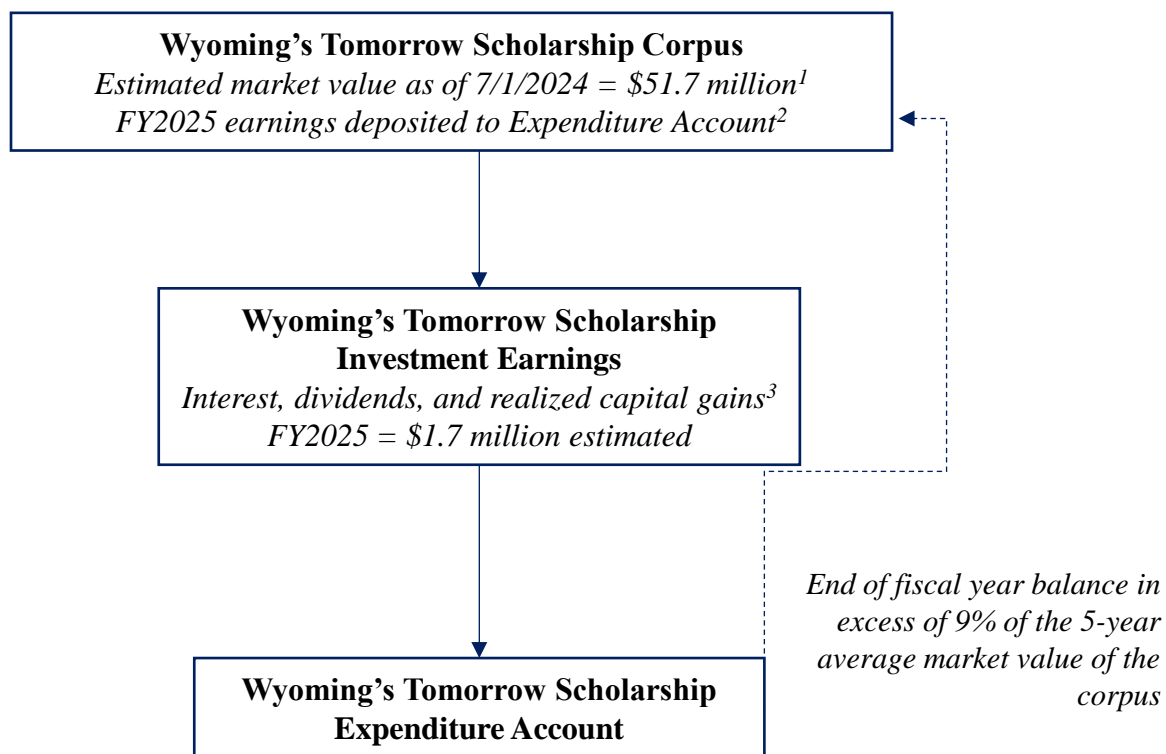 Wyoming’s Tomorrow Scholarship Corpus
Estimated market value as of 7/1/2024 = $51.7 million¹
FY2025 earnings deposited to Expenditure Account²
Wyoming’s Tomorrow Scholarship
Investment Earnings
Interest, dividends, and realized capital gains³
FY2025 = $1.7 million estimated
End of fiscal year balance in
excess of 9% of the 5-year
average market value of the
corpus
Wyoming’s Tomorrow Scholarship
Expenditure Account